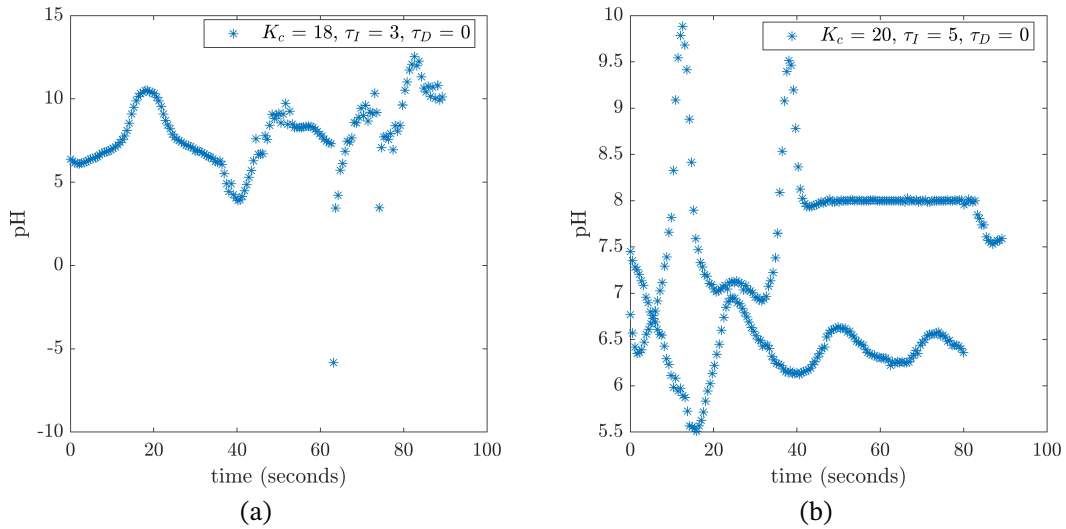 15
10
5
0
-5
-10
pH
0 20 40 60 80 100
time (seconds)
K_c = 18, τ_I = 3, τ_D = 0
(a)
10
9.5
9
8.5
8
7.5
7
6.5
6
5.5
pH
0 20 40 60 80 100
time (seconds)
K_c = 20, τ_I = 5, τ_D = 0
(b)